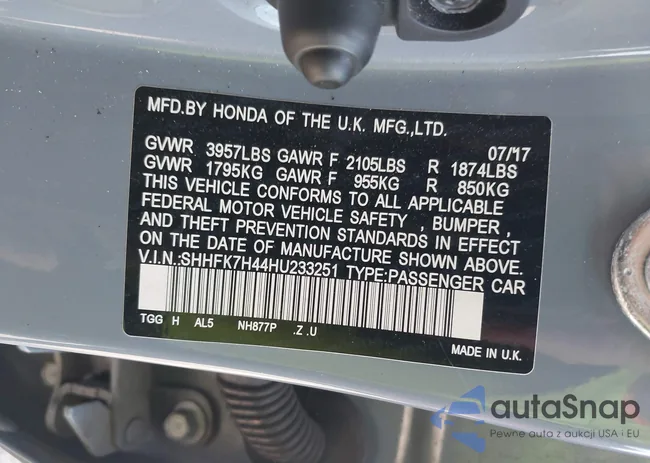 MFD.BY HONDA OF THE U.K. MFG.,LTD.
07/17
GVWR 3957LBS GAWR F 2105LBS R 1874LBS
GVWR 1795KG GAWR F 955KG R 850KG
THIS VEHICLE CONFORMS TO ALL APPLICABLE
FEDERAL MOTOR VEHICLE SAFETY , BUMPER ,
AND THEFT PREVENTION STANDARDS IN EFFECT
ON THE DATE OF MANUFACTURE SHOWN ABOVE.
V.I.N.:SHHFK7H44HU233251 TYPE:PASSENGER CAR
TGG H AL5 NH877P .Z.U
MADE IN U.K.
autaSnap
Pewne auta z aukcji USA i EU